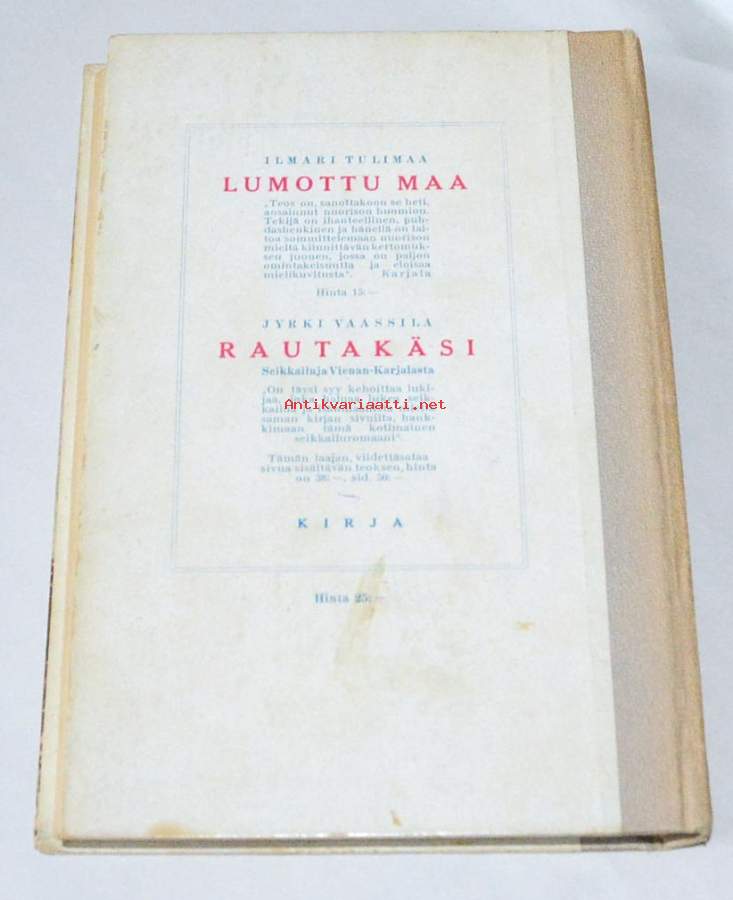 ILMARI TULIMAA
LUMOTTU MAA
„Teos on, sanottakoon se heti,
ansainnut nuorison huomion.
Tekijä on ihanteellinen, puh-
dashenkinen ja hänellä on tai-
toa sommittelemaan nuorison
mieltä kiinnittävän kertomuk-
sen juonen, jossa on paljon
omintakeisuutta ja eloisaa
mielikuvitusta". Karjala
Hinta 15:—
JYRKI VAASSILA
RAUTAKÄSI
Seikkailuja Vienan-Karjalasta
„On täysi syy kehoittaa luki-
Antikvariaatti.net
saman kirjan sivuilta, hank-
kimaan tämä kotimainen
seikkailuromaani".
Tämän laajan, viidettäsataa
sivua sisältävän teoksen, hinta
on 38:—, sid. 50:—
KIRJA
Hinta 25:—